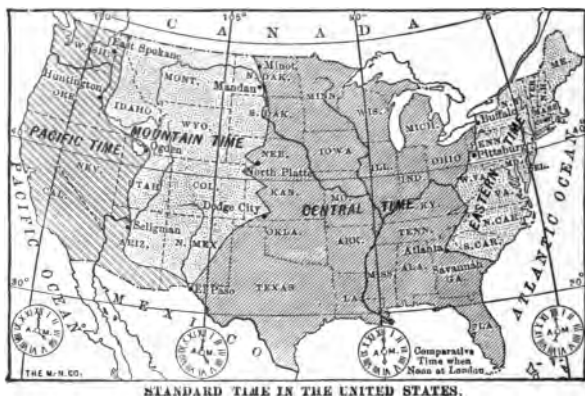 CANADA
105°
90°
East Spokane
Minot
N. DAK.
MONT.
Mandan
MINN.
ME.
Huntington
ORE.
WIS.
MICH.
Buffalo
IDAHO
S. DAK.
WYO.
PACIFIC TIME
MOUNTAIN TIME
Ogden
NEB.
IOWA
North Platte
ILL.
IND.
OHIO
Pittsburg
NEV.
CAL.
COL.
KAN.
MO.
W. VA.
VA.
EASTERN TIME
Dodge City
CENTRAL TIME
KY.
Seligman
ARIZ.
N. MEX.
OKLA.
ARK.
TENN.
N. CAR.
S. CAR.
Atlanta
El Paso
TEXAS
LA.
MISS.
ALA.
Savannah
GA.
FLA.
PACIFIC OCEAN
ATLANTIC OCEAN
MEXICO
30°
A.M.
A.M.
A.M.
Comparative
Time when
Noon at London
THE M.-N. CO.
STANDARD TIME IN THE UNITED STATES.